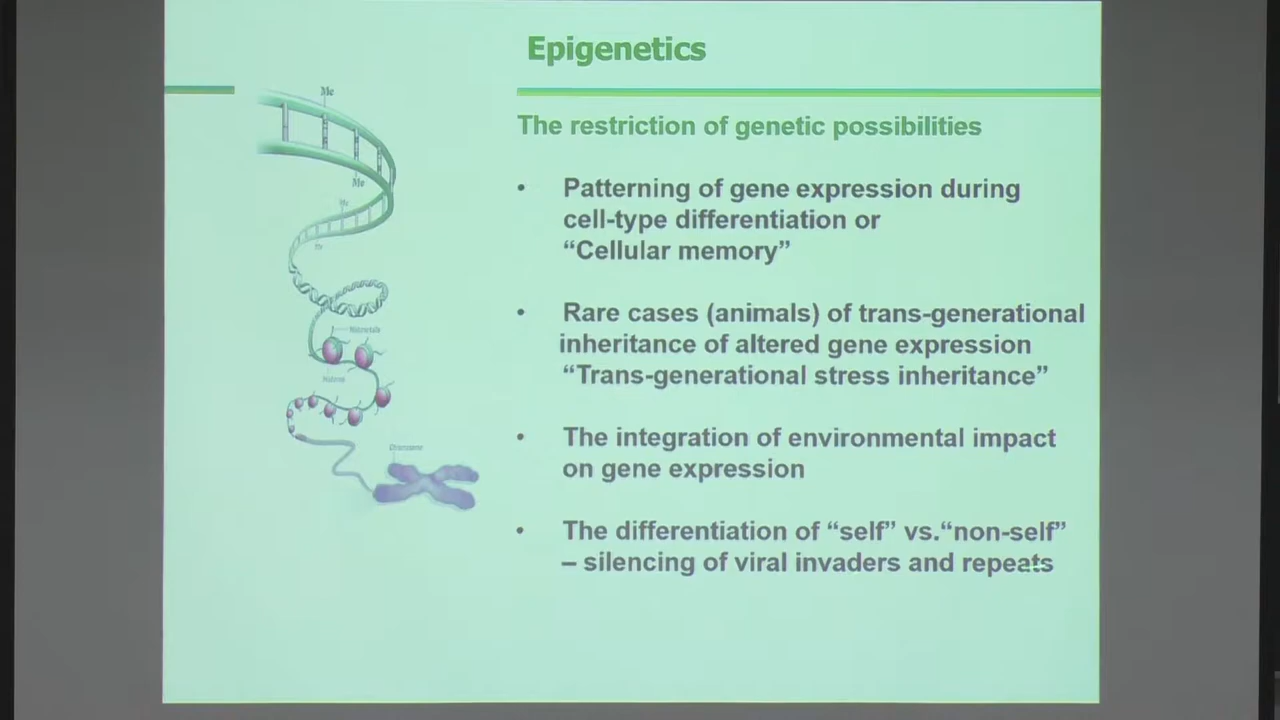 Epigenetics
The restriction of genetic possibilities
• Patterning of gene expression during
cell-type differentiation or
“Cellular memory”
• Rare cases (animals) of trans-generational
inheritance of altered gene expression
“Trans-generational stress inheritance”
• The integration of environmental impact
on gene expression
• The differentiation of “self” vs.“non-self”
– silencing of viral invaders and repeats
Me
Me
Me